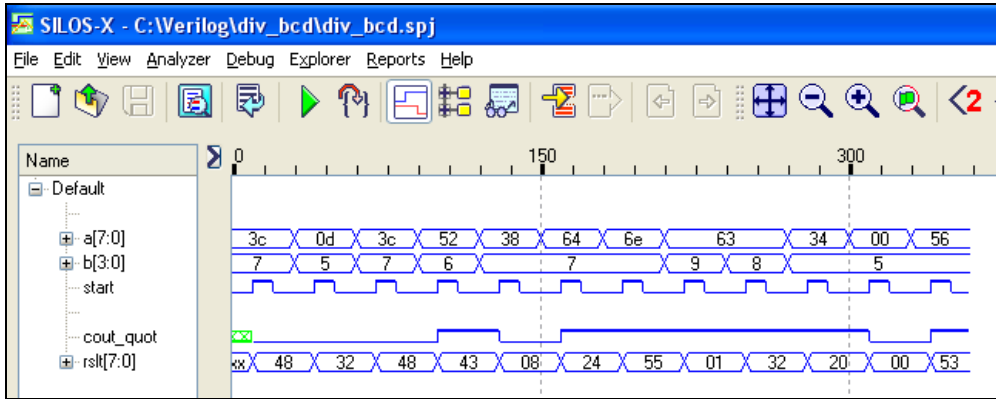 SILOS-X - C:\Verilog\div_bcd\div_bcd.spj
File Edit View Analyzer Debug Explorer Reports Help
2
Name 0 150 300
Default
a[7:0] 3c 0d 3c 52 38 64 6e 63 34 00 56
b[3:0] 7 5 7 6 7 9 8 5
start
cout_quot
rslt[7:0] xx 48 32 48 43 08 24 55 01 32 20 00 53